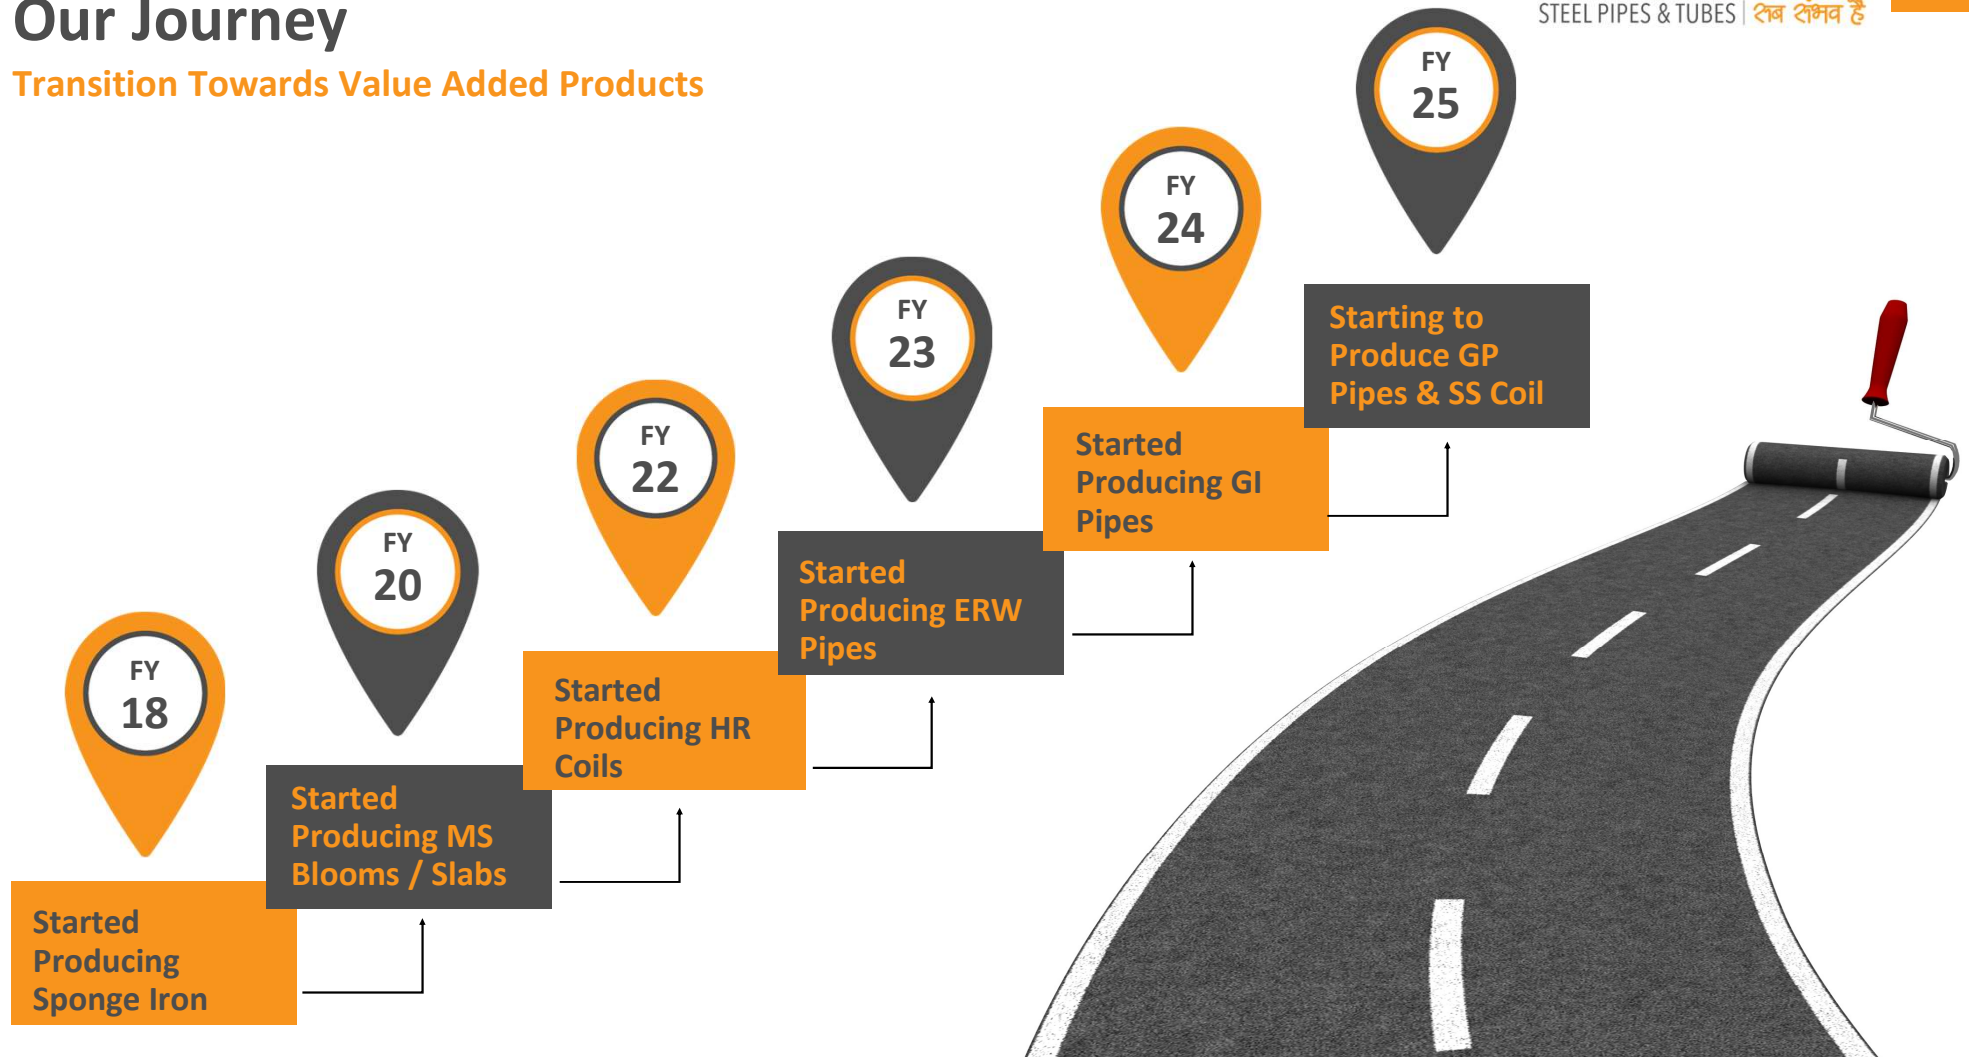 Our Journey
STEEL PIPES & TUBES | सब संभव है
Transition Towards Value Added Products
FY
18
Started
Producing
Sponge Iron
FY
20
Started
Producing MS
Blooms / Slabs
FY
22
Started
Producing HR
Coils
FY
23
Started
Producing ERW
Pipes
FY
24
Started
Producing GI
Pipes
FY
25
Starting to
Produce GP
Pipes & SS Coil